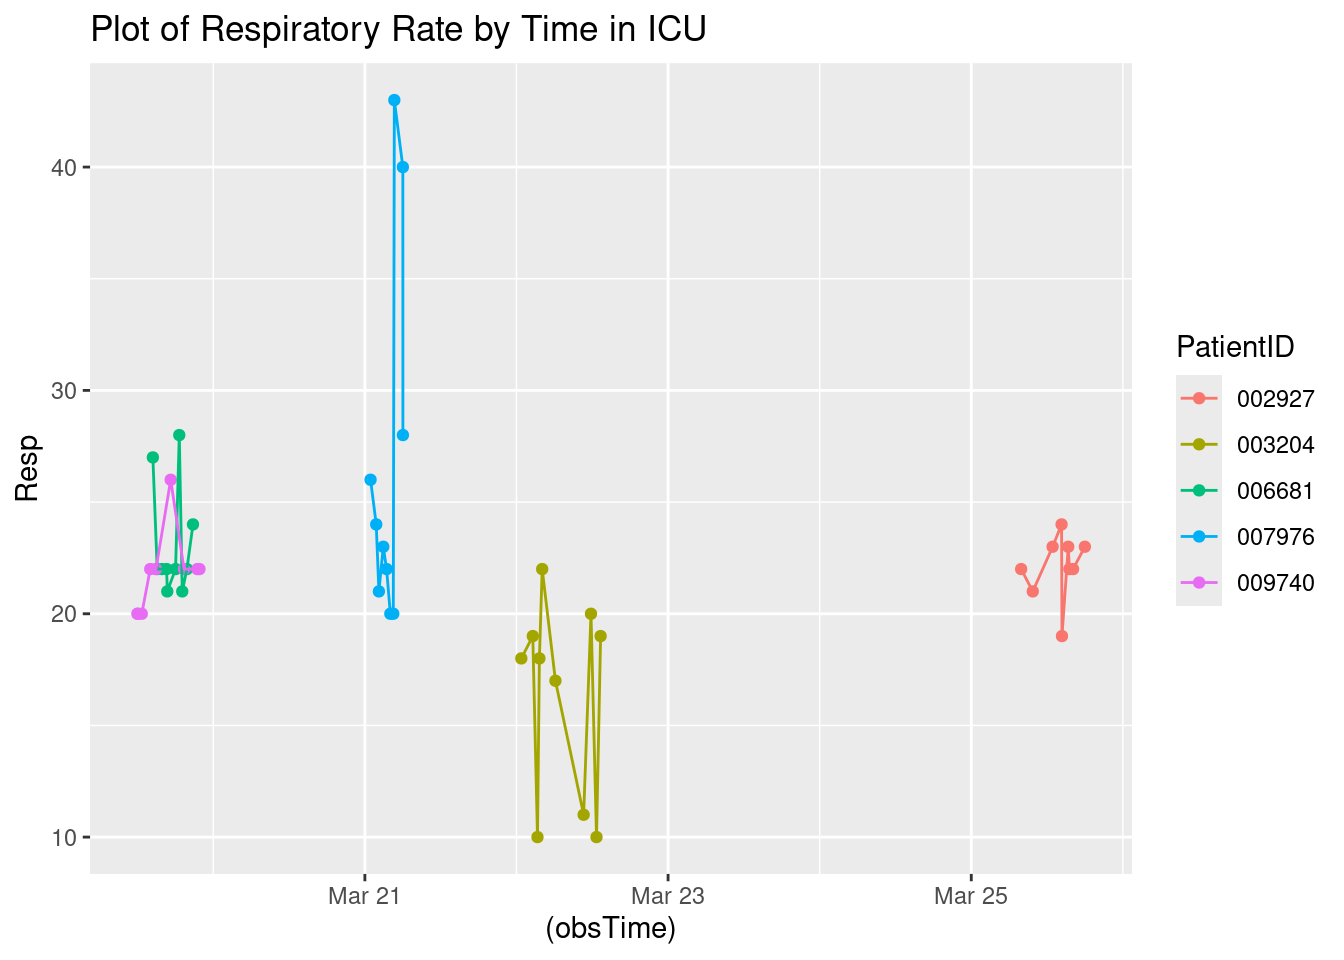 Plot of Respiratory Rate by Time in ICU
40
30
20
10
Resp
Mar 21
Mar 23
Mar 25
(obsTime)
PatientID
002927
003204
006681
007976
009740